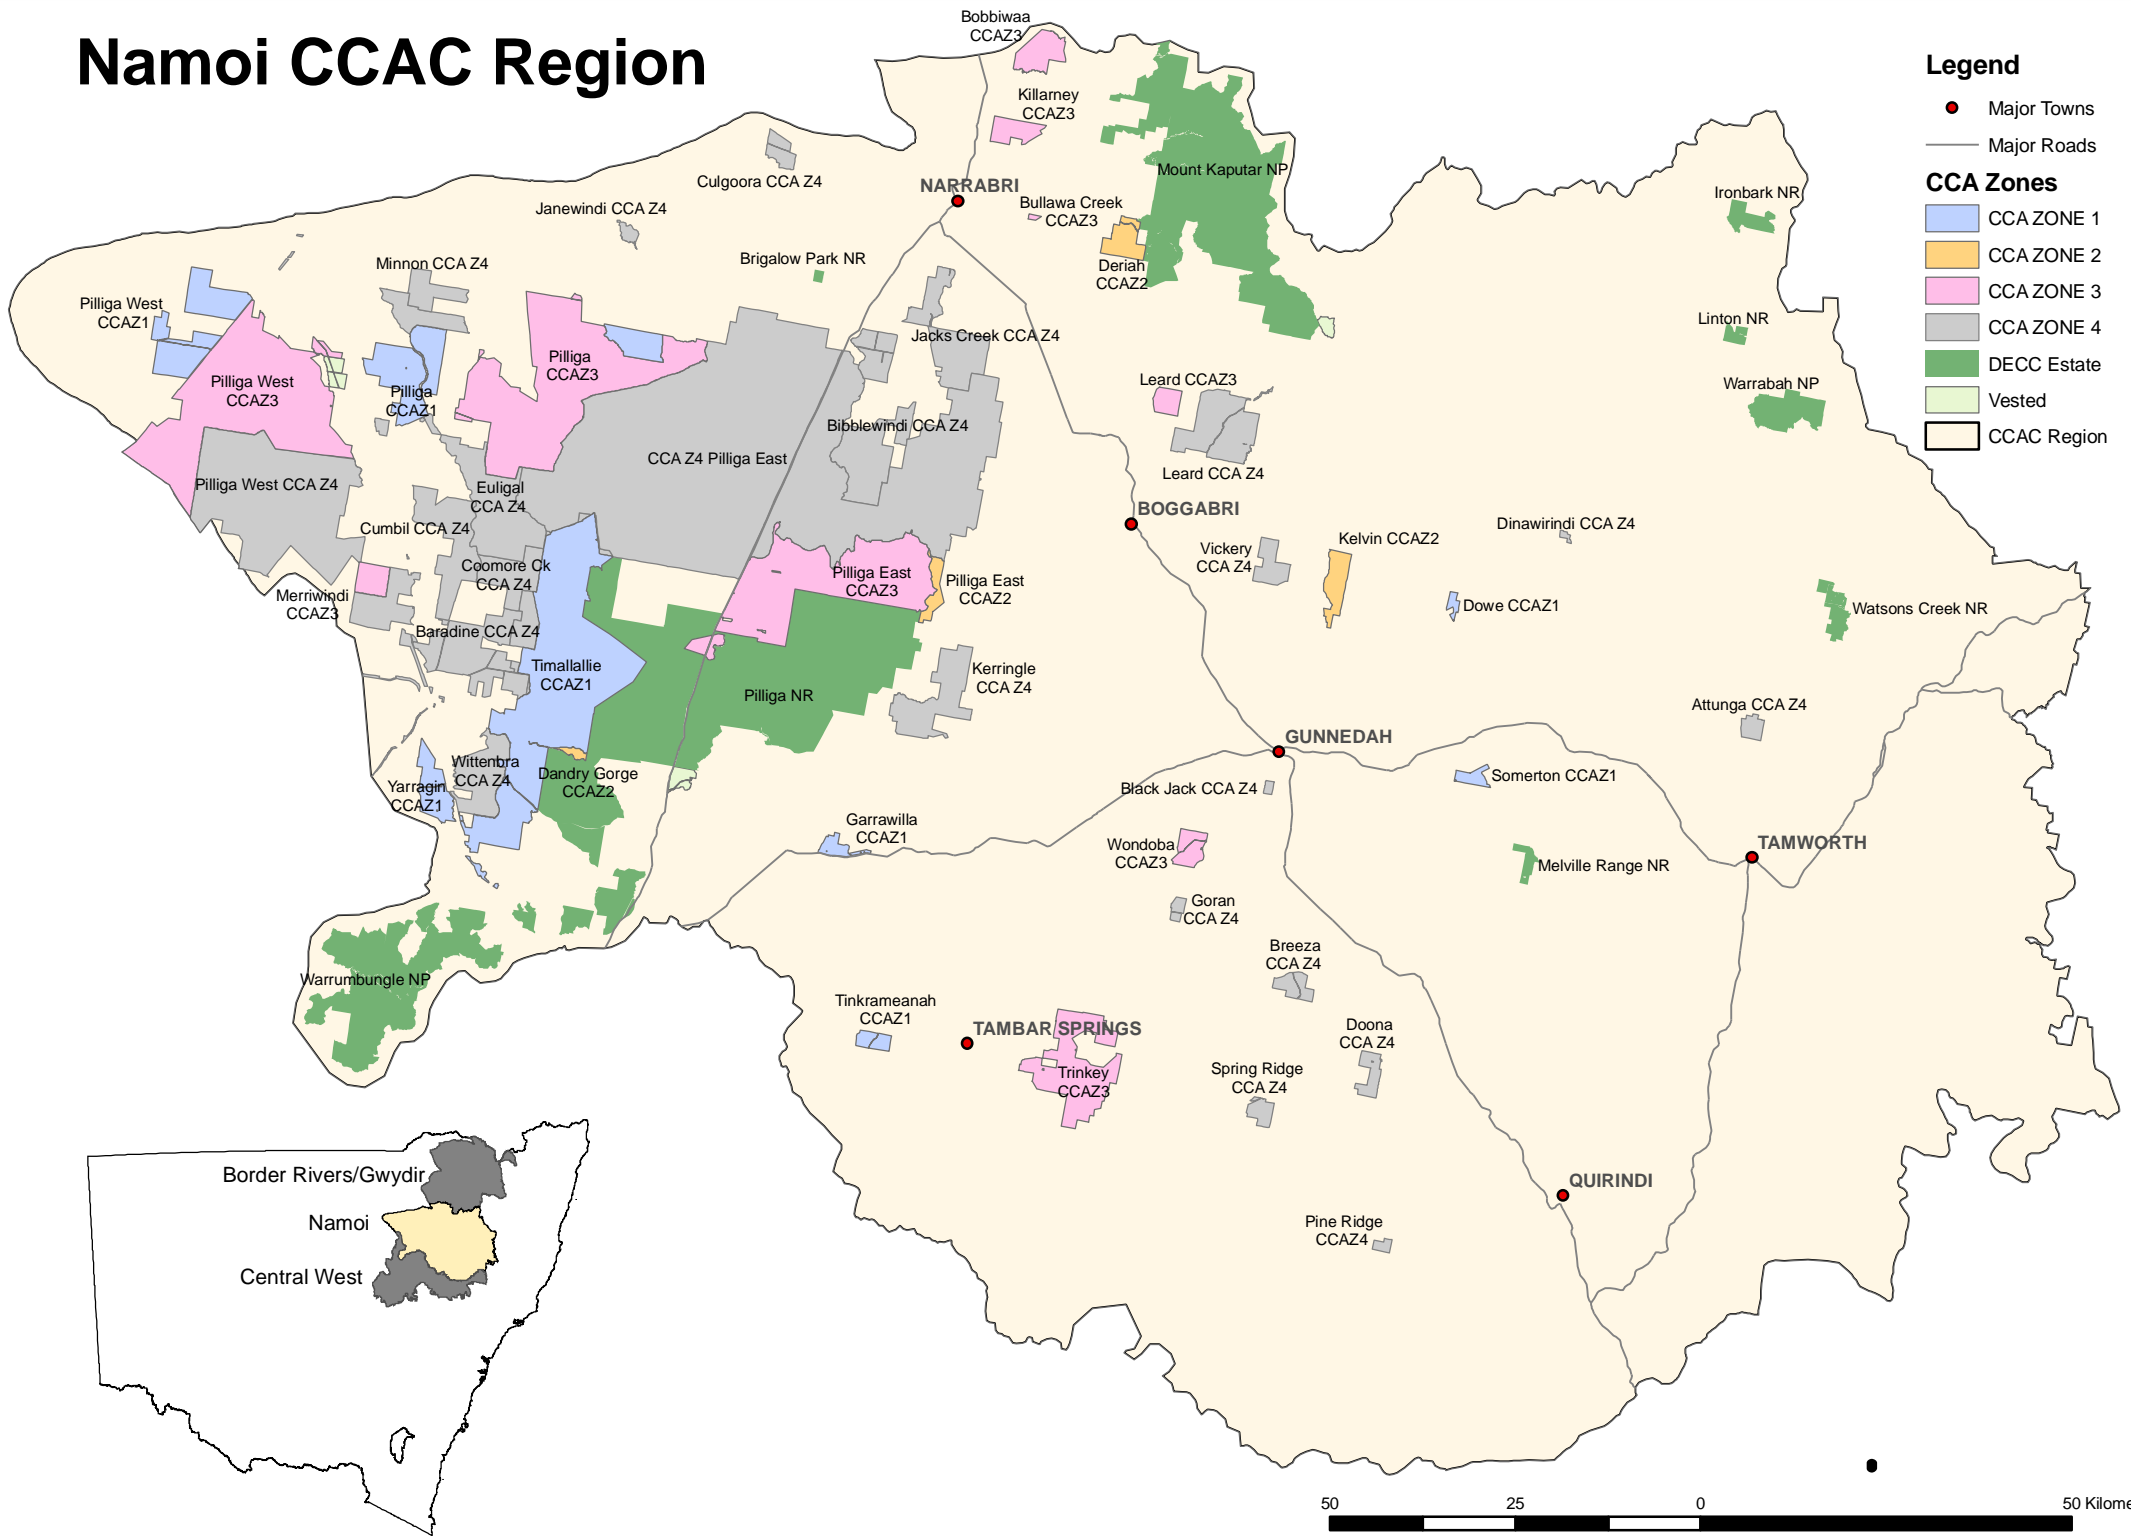 Namoi CCAC Region
Bobbiwaa
CCAZ3
Killarney
CCAZ3
Mount Kaputar NP
Culgoora CCA Z4
NARRABRI
Bullawa Creek
CCAZ3
Janewindi CCA Z4
Deriah
CCAZ2
Brigalow Park NR
Minnon CCA Z4
Pilliga West
CCAZ1
Jacks Creek CCA Z4
Pilliga
CCAZ3
Pilliga West
CCAZ3
Pilliga
CCAZ1
Leard CCAZ3
Bibblewindi CCA Z4
CCA Z4 Pilliga East
Leard CCA Z4
Pilliga West CCA Z4
Euligal
CCA Z4
Cumbil CCA Z4
BOGGABRI
Coomore Ck
CCA Z4
Vickery
CCA Z4
Kelvin CCAZ2
Dinawirindi CCA Z4
Pilliga East
CCAZ3
Pilliga East
CCAZ2
Dowe CCAZ1
Merriwindi
CCAZ3
Baradine CCA Z4
Timallallie
CCAZ1
Kerringle
CCA Z4
Pilliga NR
Watsons Creek NR
Attunga CCA Z4
GUNNEDAH
Wittenbra
CCA Z4
Dandry Gorge
CCAZ2
Yarragin
CCAZ1
Black Jack CCA Z4
Somerton CCAZ1
Garrawilla
CCAZ1
Wondoba
CCAZ3
TAMWORTH
Melville Range NR
Goran
CCA Z4
Breeza
CCA Z4
Warrumbungle NP
Tinkrameanah
CCAZ1
TAMBAR SPRINGS
Doona
CCA Z4
Trinkey
CCAZ3
Spring Ridge
CCA Z4
QUIRINDI
Pine Ridge
CCAZ4
Ironbark NR
Linton NR
Warrabah NP
Legend
Major Towns
Major Roads
CCA Zones
CCA ZONE 1
CCA ZONE 2
CCA ZONE 3
CCA ZONE 4
DECC Estate
Vested
CCAC Region
Border Rivers/Gwydir
Namoi
Central West
50 25 0 50 Kilome